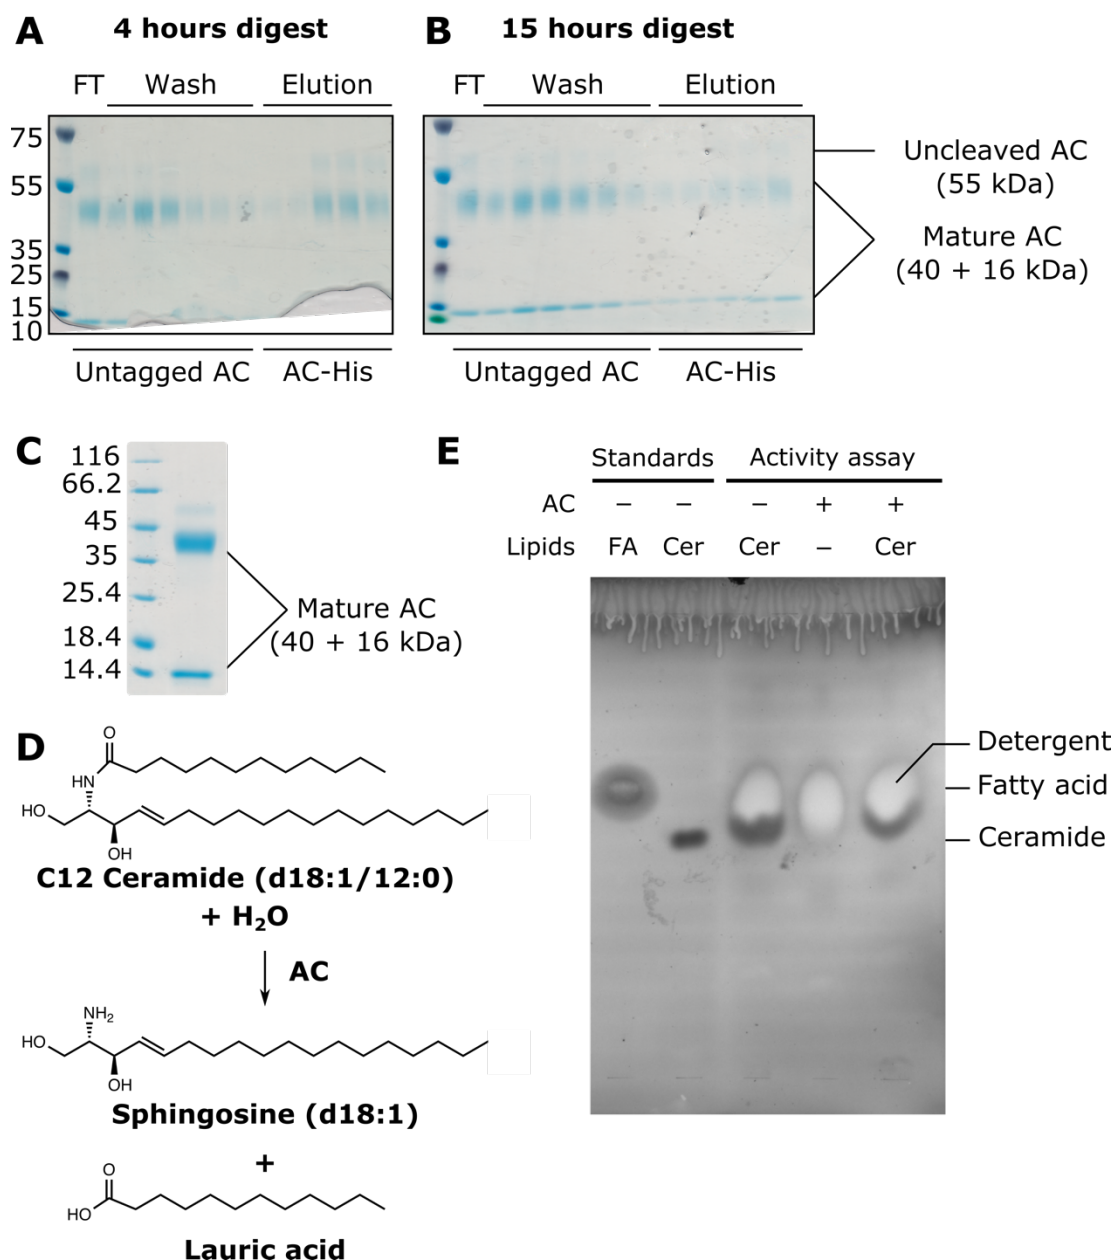 A 4 hours digest
B 15 hours digest
FT Wash Elution
FT Wash Elution
75
55
35
25
15
10
Uncleaved AC
(55 kDa)
Mature AC
(40 + 16 kDa)
Untagged AC AC-His
Untagged AC AC-His
C
116
66.2
45
35
25.4
18.4
14.4
Mature AC
(40 + 16 kDa)
D
O
HN
HO
OH
C12 Ceramide (d18:1/12:0)
+ H₂O
AC
NH₂
HO
OH
Sphingosine (d18:1)
+
O
HO
Lauric acid
E
Standards Activity assay
AC − − − + +
Lipids FA Cer Cer − Cer
Detergent
Fatty acid
Ceramide